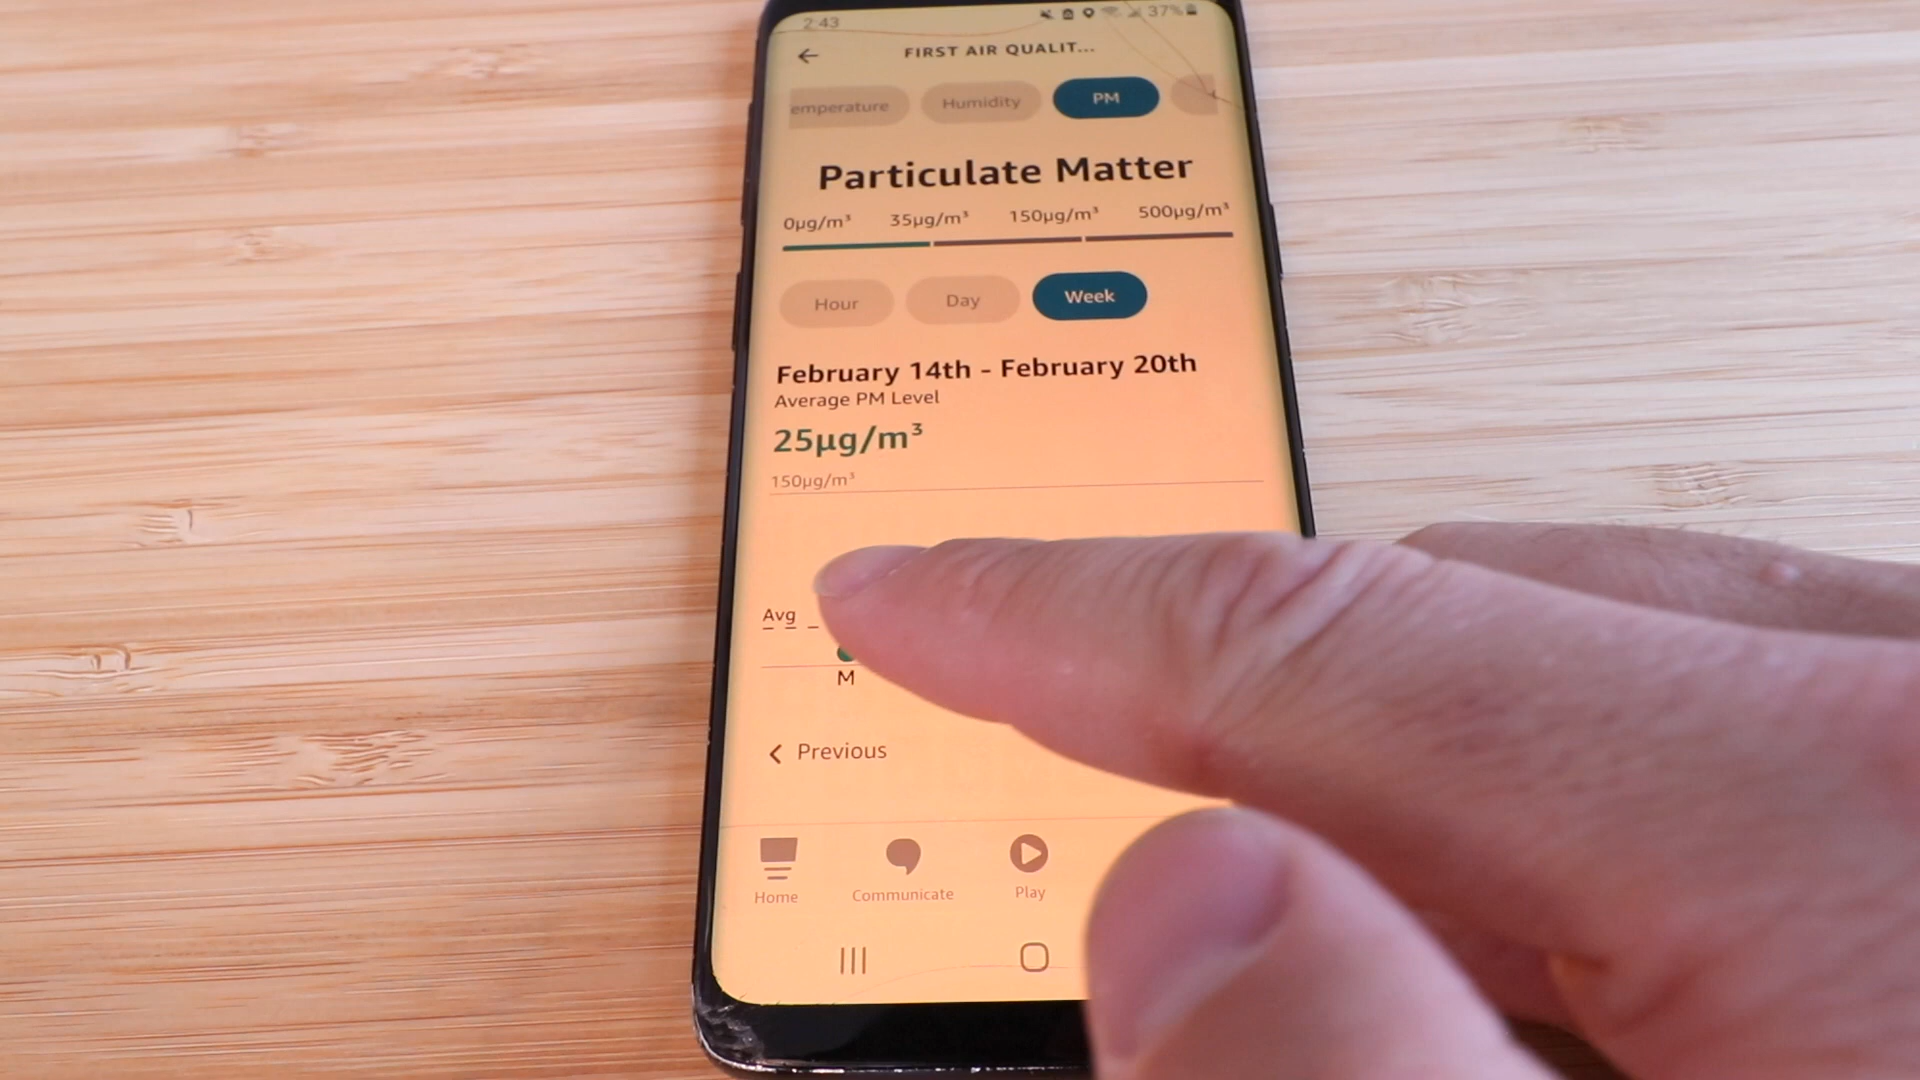 2:43 37%
FIRST AIR QUALIT...
emperature Humidity PM
Particulate Matter
0µg/m³ 35µg/m³ 150µg/m³ 500µg/m³
Hour Day Week
February 14th - February 20th
Average PM Level
25µg/m³
150µg/m³
Avg
M
Previous
Home Communicate Play